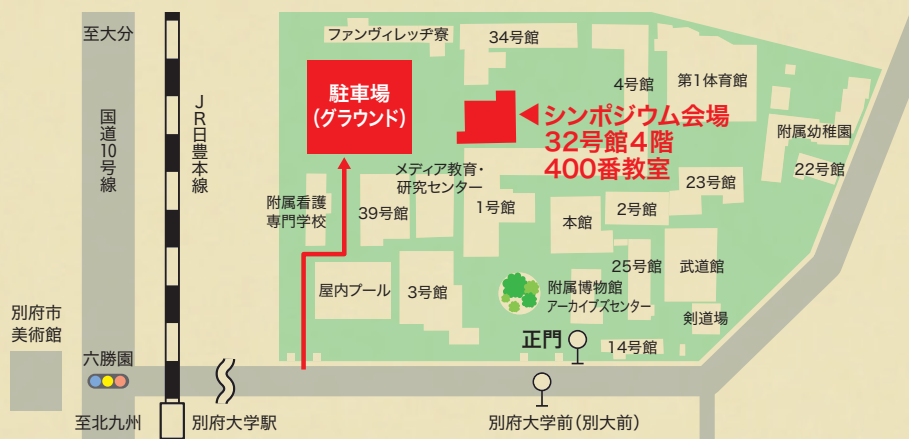 至大分
国道10号線
JR日豊本線
ファンヴィレッヂ寮
34号館
4号館
第1体育館
駐車場
(グラウンド)
シンポジウム会場
32号館4階
400番教室
附属幼稚園
22号館
メディア教育・
研究センター
附属看護
専門学校
39号館
1号館
本館
2号館
23号館
屋内プール
3号館
附属博物館
アーカイブズセンター
25号館
武道館
剣道場
別府市
美術館
正門
14号館
六勝園
至北九州
別府大学駅
別府大学前(別大前)